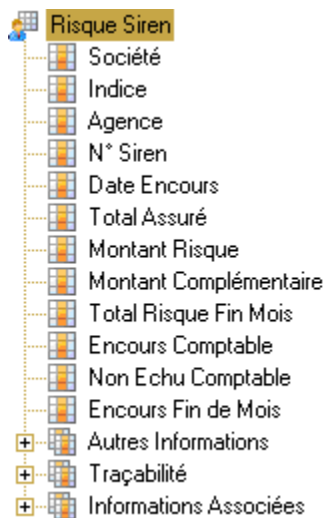 Risque Siren
Société
Indice
Agence
N° Siren
Date Encours
Total Assuré
Montant Risque
Montant Complémentaire
Total Risque Fin Mois
Encours Comptable
Non Echu Comptable
Encours Fin de Mois
Autres Informations
Traçabilité
Informations Associées